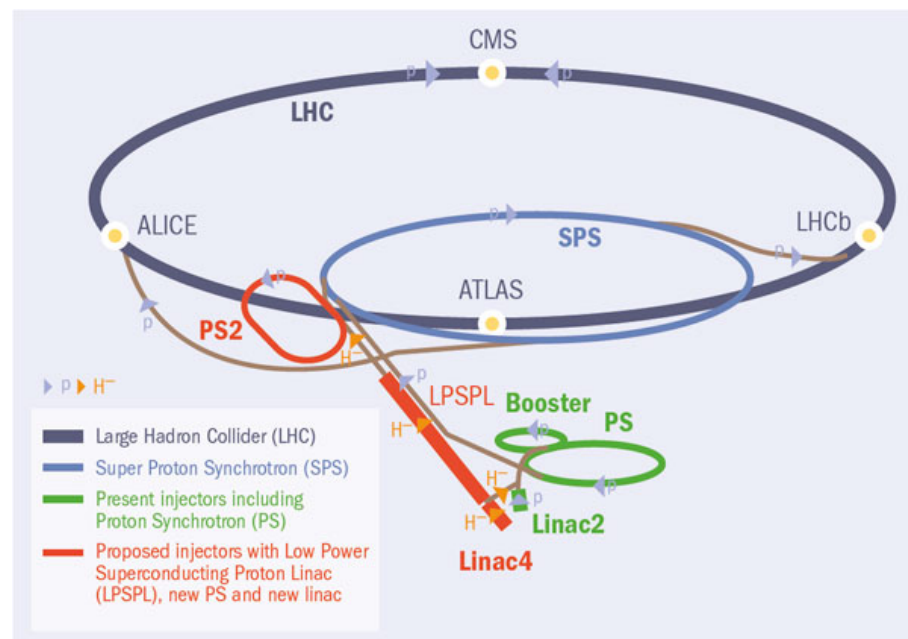 CMS
p
p
LHC
ALICE
p
SPS
LHCb
p
p
ATLAS
PS2
p
H−
p
LPSPL
p H−
H−
Booster
p
PS
p
H−
p
H−
Linac2
Linac4
Large Hadron Collider (LHC)
Super Proton Synchrotron (SPS)
Present injectors including
Proton Synchrotron (PS)
Proposed injectors with Low Power
Superconducting Proton Linac
(LPSPL), new PS and new linac